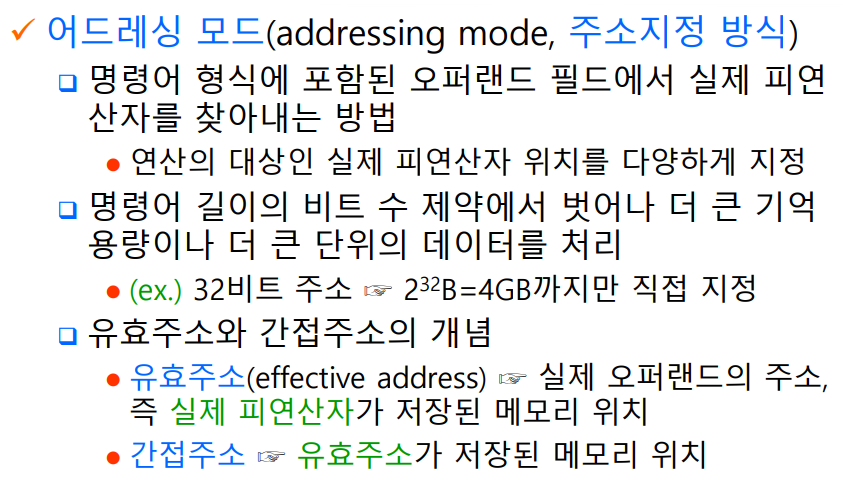 ✓ 어드레싱 모드(addressing mode, 주소지정 방식)
❑ 명령어 형식에 포함된 오퍼랜드 필드에서 실제 피연
산자를 찾아내는 방법
● 연산의 대상인 실제 피연산자 위치를 다양하게 지정
❑ 명령어 길이의 비트 수 제약에서 벗어나 더 큰 기억
용량이나 더 큰 단위의 데이터를 처리
● (ex.) 32비트 주소 ☞ 2³²B=4GB까지만 직접 지정
❑ 유효주소와 간접주소의 개념
● 유효주소(effective address) ☞ 실제 오퍼랜드의 주소,
즉 실제 피연산자가 저장된 메모리 위치
● 간접주소 ☞ 유효주소가 저장된 메모리 위치